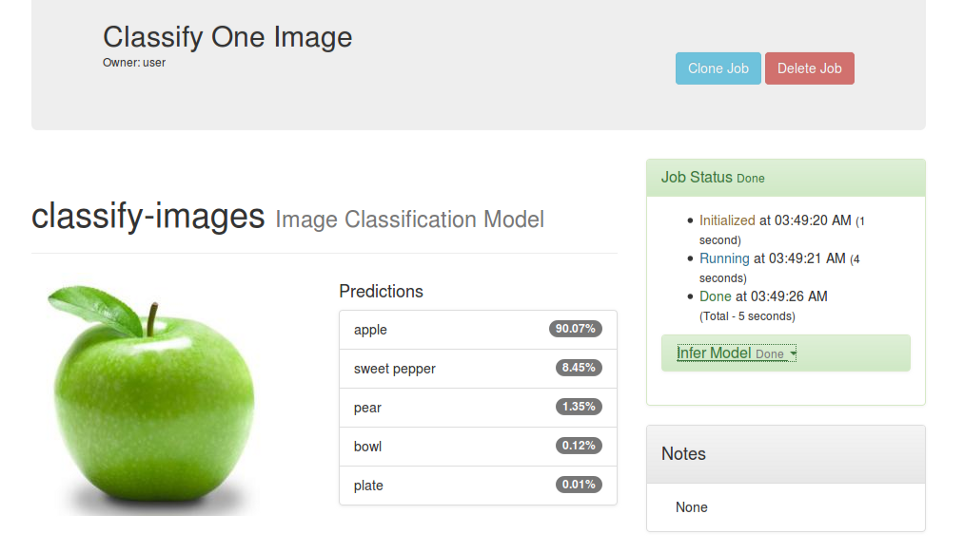 Classify One Image
Owner: user
Clone Job
Delete Job
classify-images Image Classification Model
Predictions
apple 90.07%
sweet pepper 8.45%
pear 1.35%
bowl 0.12%
plate 0.01%
Job Status Done
Initialized at 03:49:20 AM (1
second)
Running at 03:49:21 AM (4
seconds)
Done at 03:49:26 AM
(Total - 5 seconds)
Infer Model Done
Notes
None